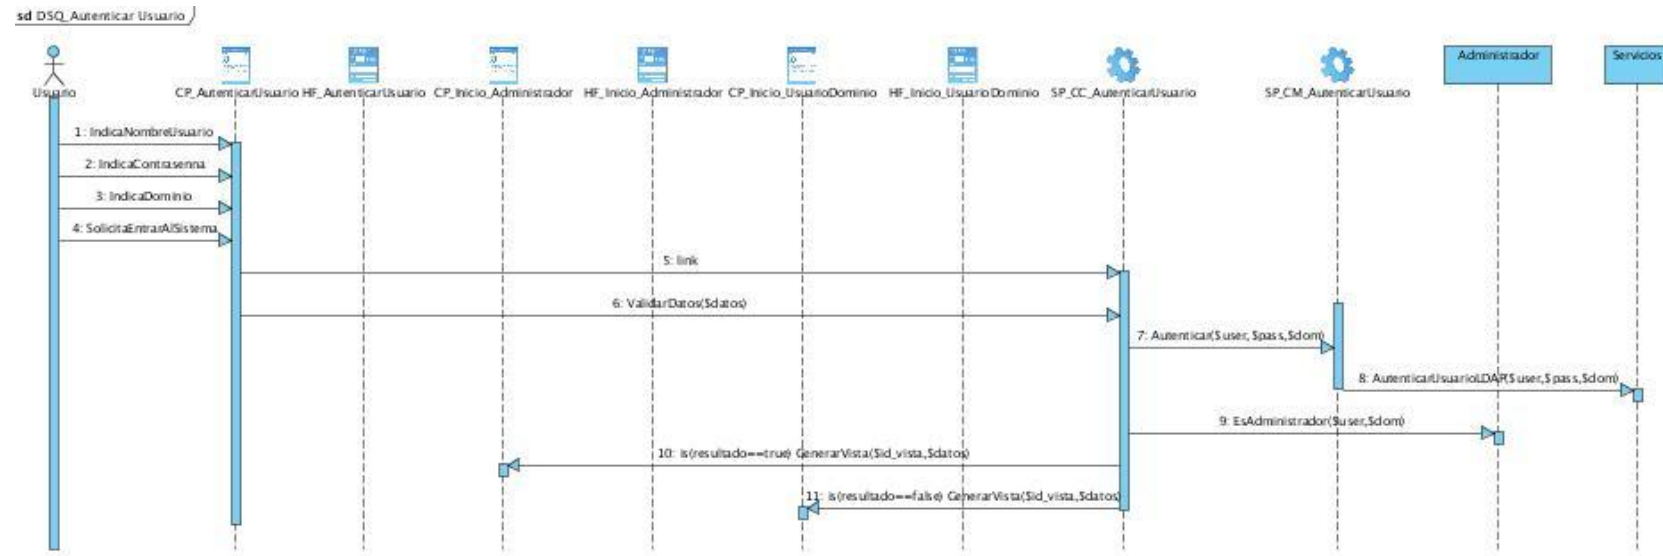 sd DSQ_Autenticar Usuario
Administrador
Servicios
Usuario
CP_AutenticarUsuario
HF_AutenticarUsuario
CP_Inicio_Administrador
HF_Inicio_Administrador
CP_Inicio_UsuarioDominio
HF_Inicio_UsuarioDominio
SP_CC_AutenticarUsuario
SP_CM_AutenticarUsuario
1: IndicaNombreUsuario
2: IndicaContrasenna
3: IndicaDominio
4: SolicitaEntrarAlSistema
5: link
6: ValidarDatos($datos)
7: Autenticar($user, $pass,$dom)
8: AutenticarUsuarioLDAP($user,$pass,$dom)
9: EsAdministrador($user,$dom)
10: is(resultado==true) GenerarVista($id_vista,$datos)
11: is(resultado==false) GenerarVista($id_vista,$datos)